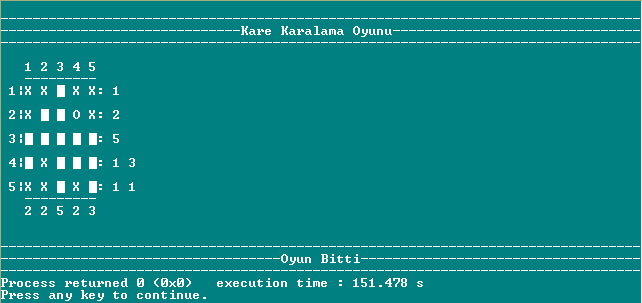 Kare Karalama Oyunu
1 2 3 4 5
1|X X █ X X: 1
2|X █ █ O X: 2
3|█ █ █ █ █: 5
4|█ X █ █ █: 1 3
5|X X █ X █: 1 1
2 2 5 2 3
Oyun Bitti
Process returned 0 (0x0)   execution time : 151.478 s
Press any key to continue.